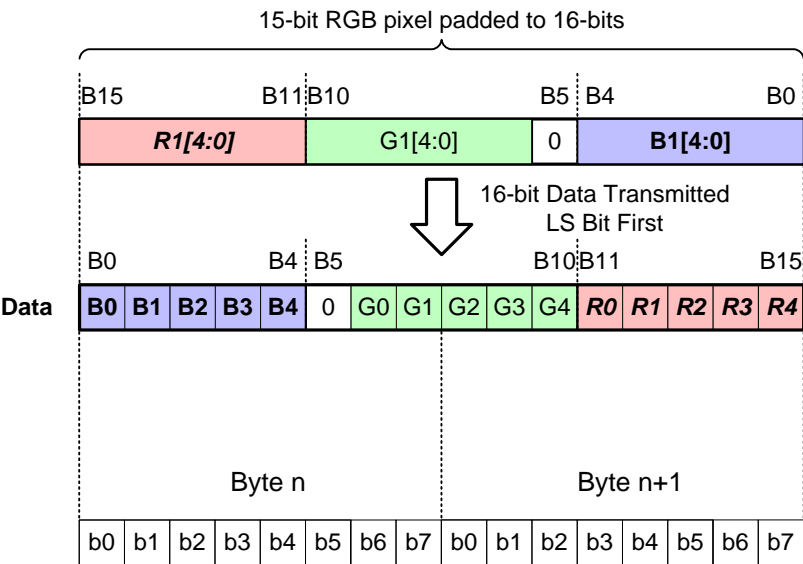 15-bit RGB pixel padded to 16-bits
B15 B11 B10 B5 B4 B0
R1[4:0] G1[4:0] 0 B1[4:0]
16-bit Data Transmitted
LS Bit First
B0 B4 B5 B10 B11 B15
Data B0 B1 B2 B3 B4 0 G0 G1 G2 G3 G4 R0 R1 R2 R3 R4
Byte n Byte n+1
b0 b1 b2 b3 b4 b5 b6 b7 b0 b1 b2 b3 b4 b5 b6 b7